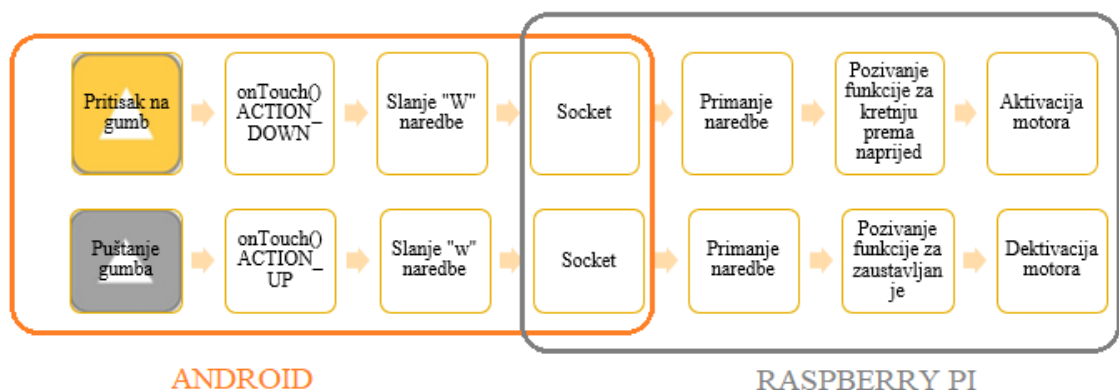 Pritisak na
gumb
onTouch()
ACTION_
DOWN
Slanje "W"
naredbe
Socket
Primanje
naredbe
Pozivanje
funkcije za
kretnju
prema
naprijed
Aktivacija
motora
Puštanje
gumba
onTouch()
ACTION_
UP
Slanje "w"
naredbe
Socket
Primanje
naredbe
Pozivanje
funkcije za
zaustavljan
je
Dektivacija
motora
ANDROID
RASPBERRY PI